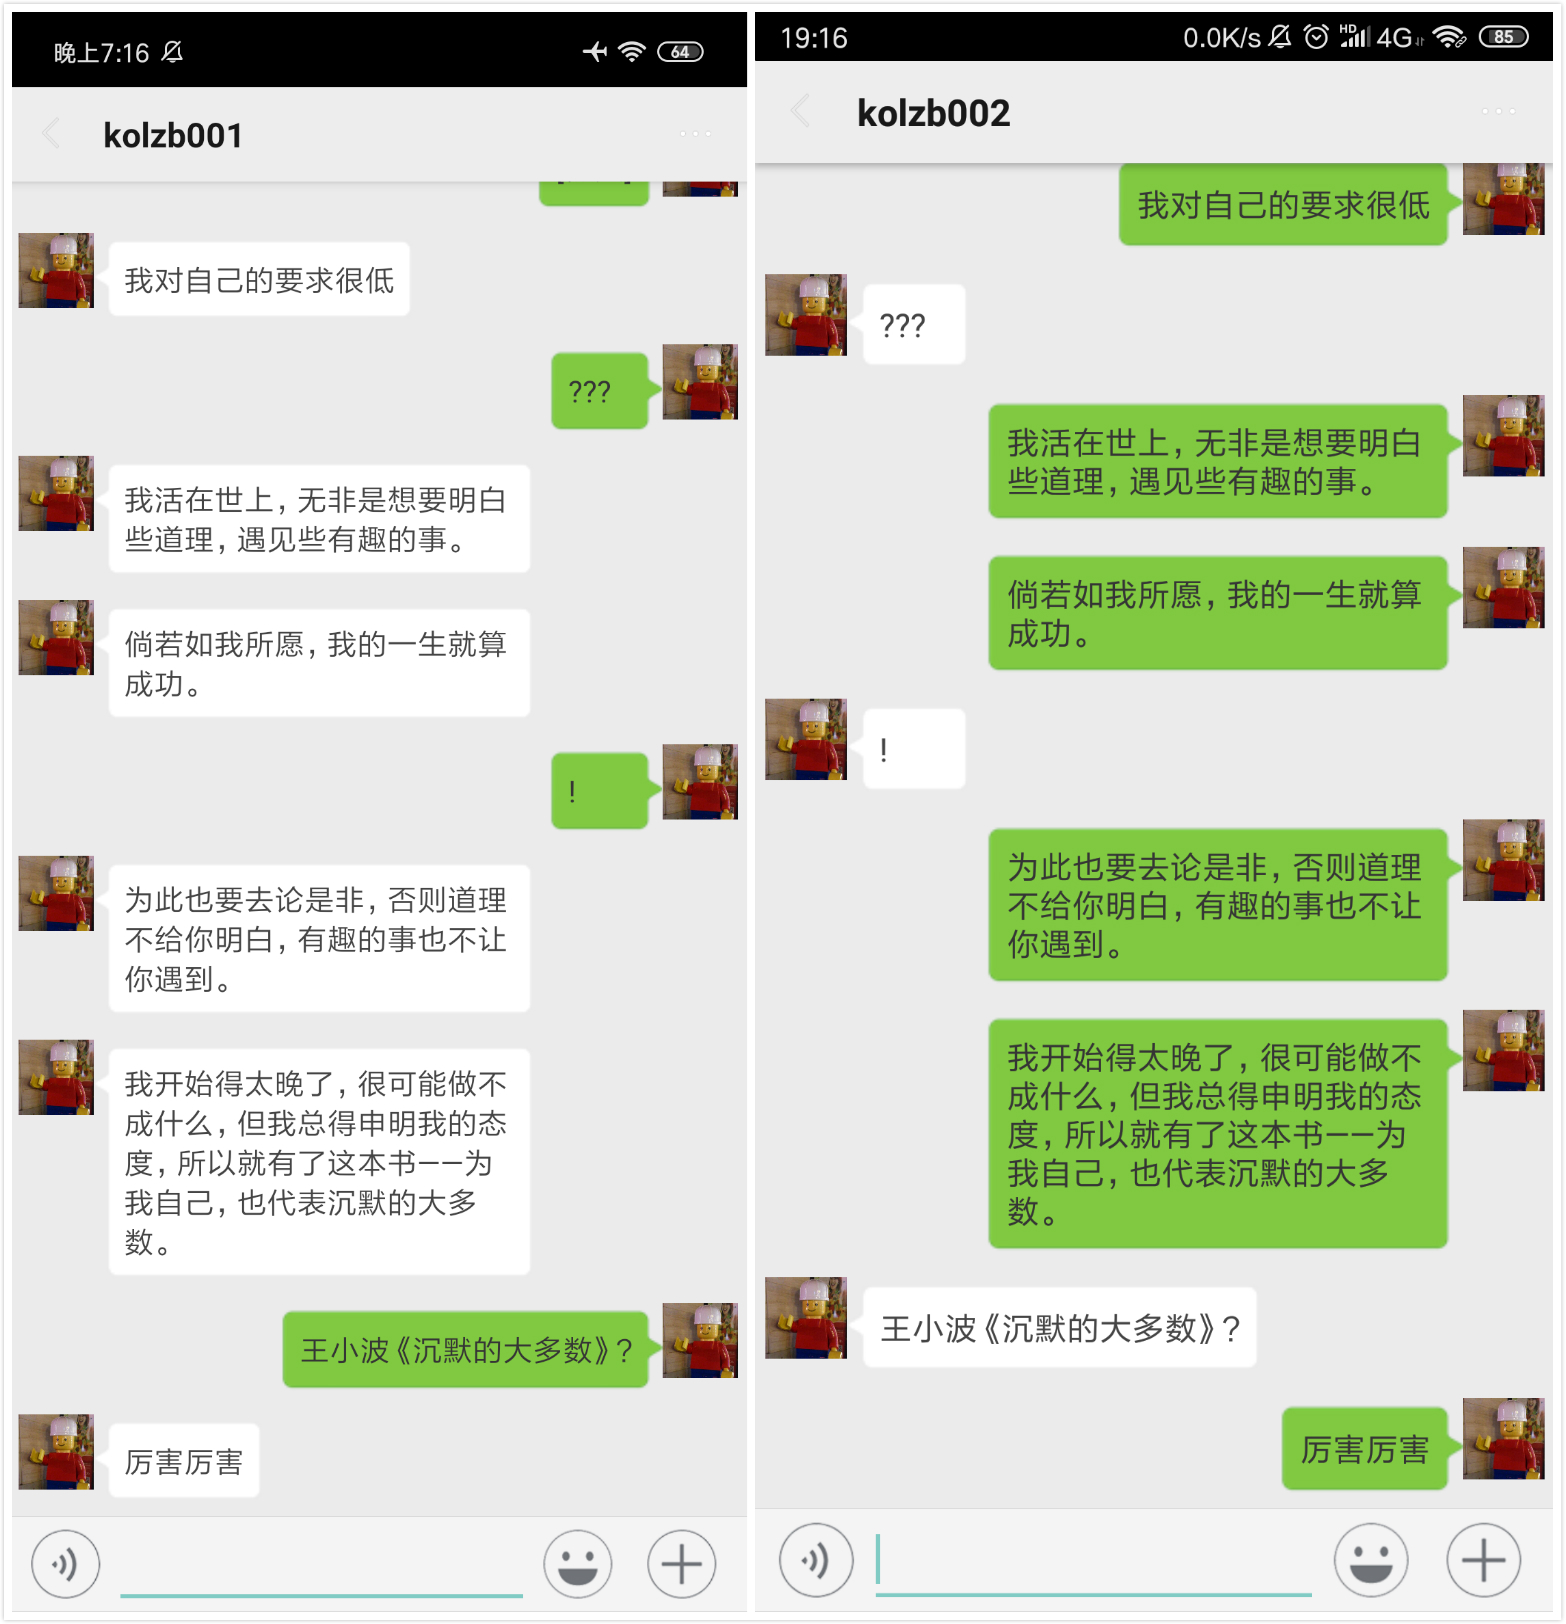 晚上7:16
64
kolzb001
我对自己的要求很低
???
我活在世上，无非是想要明白
些道理，遇见些有趣的事。
倘若如我所愿，我的一生就算
成功。
!
为此也要去论是非，否则道理
不给你明白，有趣的事也不让
你遇到。
我开始得太晚了，很可能做不
成什么，但我总得申明我的态
度，所以就有了这本书——为
我自己，也代表沉默的大多
数。
王小波《沉默的大多数》？
厉害厉害
19:16
0.0K/s
HD
4G
85
kolzb002
我对自己的要求很低
???
我活在世上，无非是想要明白
些道理，遇见些有趣的事。
倘若如我所愿，我的一生就算
成功。
!
为此也要去论是非，否则道理
不给你明白，有趣的事也不让
你遇到。
我开始得太晚了，很可能做不
成什么，但我总得申明我的态
度，所以就有了这本书——为
我自己，也代表沉默的大多
数。
王小波《沉默的大多数》？
厉害厉害